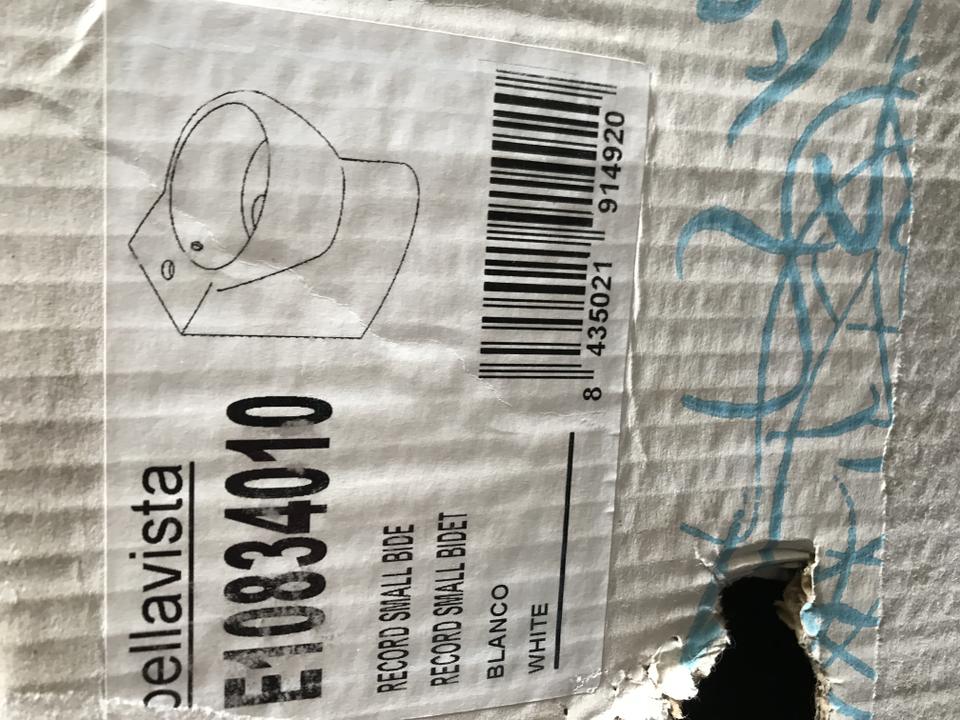 bellavista
E10834010
RECORD SMALL BIDE
RECORD SMALL BIDET
BLANCO
WHITE
8 435021 914920